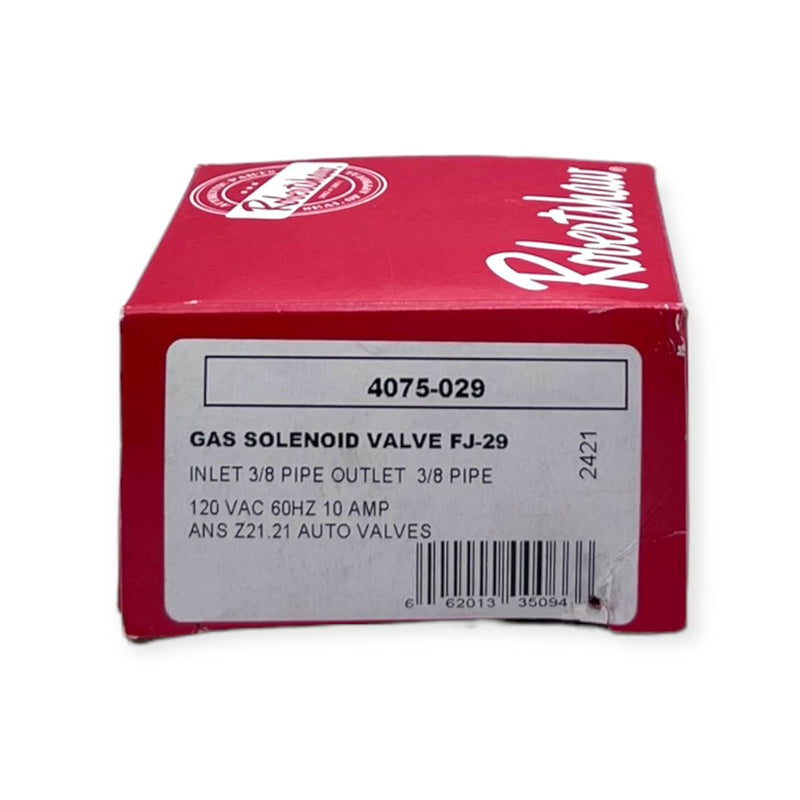 Robertshaw
Robertshaw®
4075-029
GAS SOLENOID VALVE FJ-29
INLET 3/8 PIPE OUTLET 3/8 PIPE
120 VAC 60HZ 10 AMP
ANS Z21.21 AUTO VALVES
2421
6 62013 35094